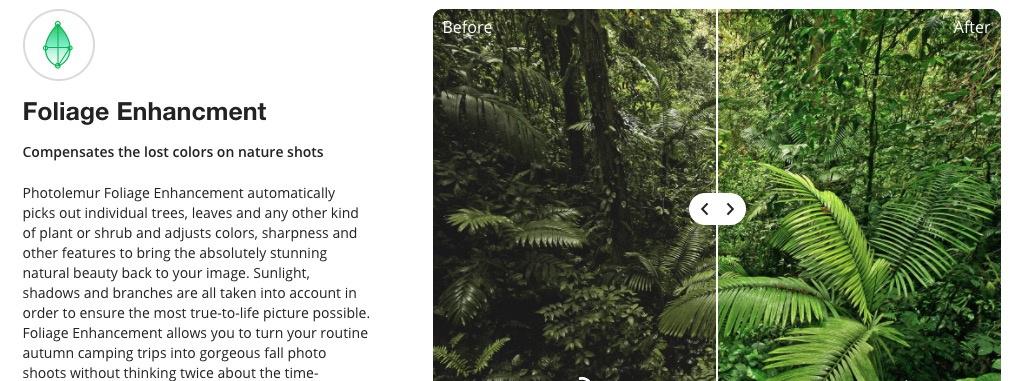 Foliage Enhancment
Compensates the lost colors on nature shots
Photolemur Foliage Enhancement automatically
picks out individual trees, leaves and any other kind
of plant or shrub and adjusts colors, sharpness and
other features to bring the absolutely stunning
natural beauty back to your image. Sunlight,
shadows and branches are all taken into account in
order to ensure the most true-to-life picture possible.
Foliage Enhancement allows you to turn your routine
autumn camping trips into gorgeous fall photo
shoots without thinking twice about the time-
Before
After